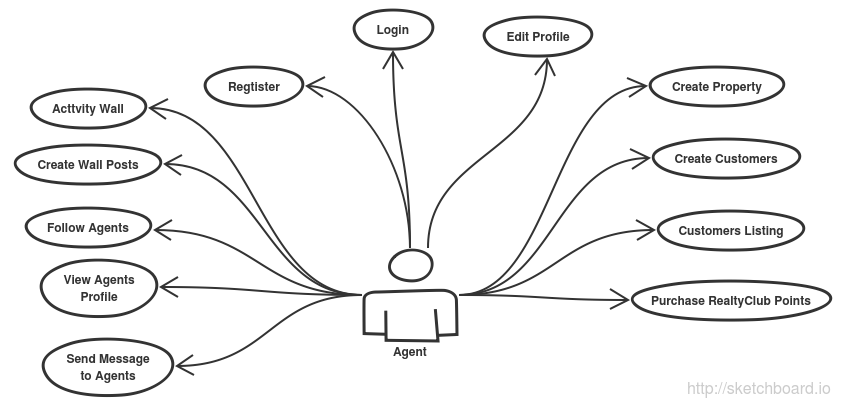 Login
Edit Profile
Regtister
Create Property
Acttvity Wall
Create Customers
Create Wall Posts
Follow Agents
Customers Listing
View Agents
Profile
Purchase RealtyClub Points
Agent
Send Message
to Agents
http://sketchboard.io